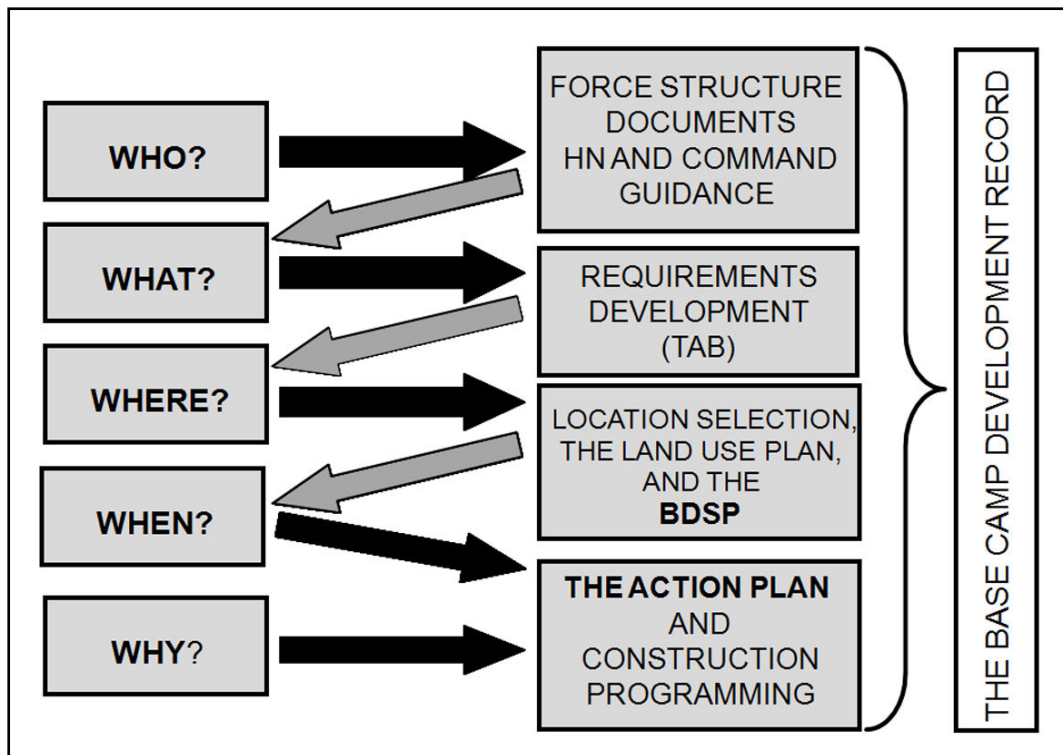 WHO?
FORCE STRUCTURE
DOCUMENTS
HN AND COMMAND
GUIDANCE
WHAT?
REQUIREMENTS
DEVELOPMENT
(TAB)
WHERE?
LOCATION SELECTION,
THE LAND USE PLAN,
AND THE
BDSP
WHEN?
THE ACTION PLAN
AND
CONSTRUCTION
PROGRAMMING
WHY?
THE BASE CAMP DEVELOPMENT RECORD